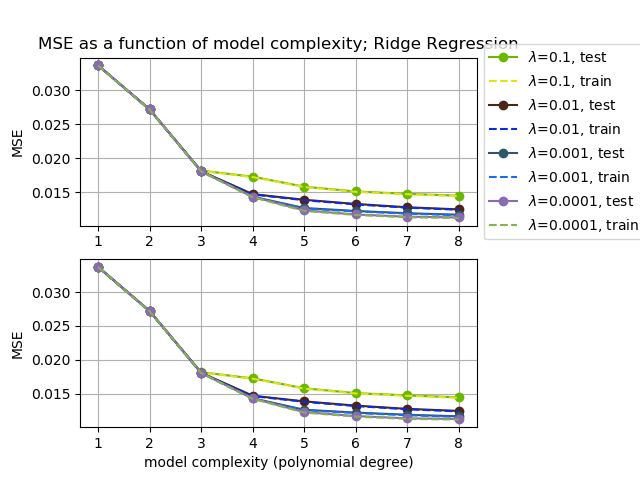 MSE as a function of model complexity; Ridge Regression
λ=0.1, test
λ=0.1, train
λ=0.01, test
λ=0.01, train
λ=0.001, test
λ=0.001, train
λ=0.0001, test
λ=0.0001, train
MSE
0.030
0.025
0.020
0.015
1 2 3 4 5 6 7 8
MSE
0.030
0.025
0.020
0.015
1 2 3 4 5 6 7 8
model complexity (polynomial degree)